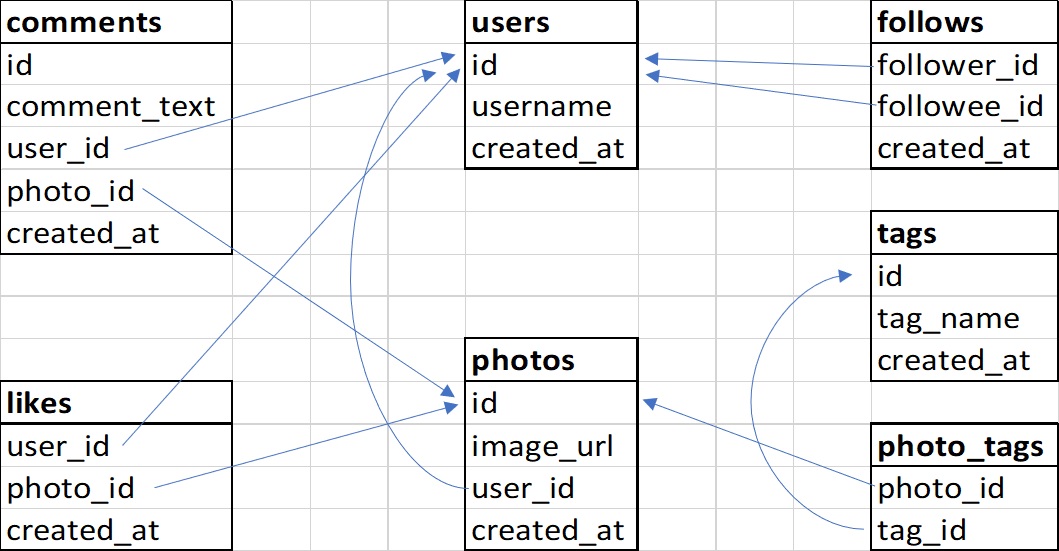 comments
id
comment_text
user_id
photo_id
created_at
users
id
username
created_at
follows
follower_id
followee_id
created_at
tags
id
tag_name
created_at
likes
user_id
photo_id
created_at
photos
id
image_url
user_id
created_at
photo_tags
photo_id
tag_id